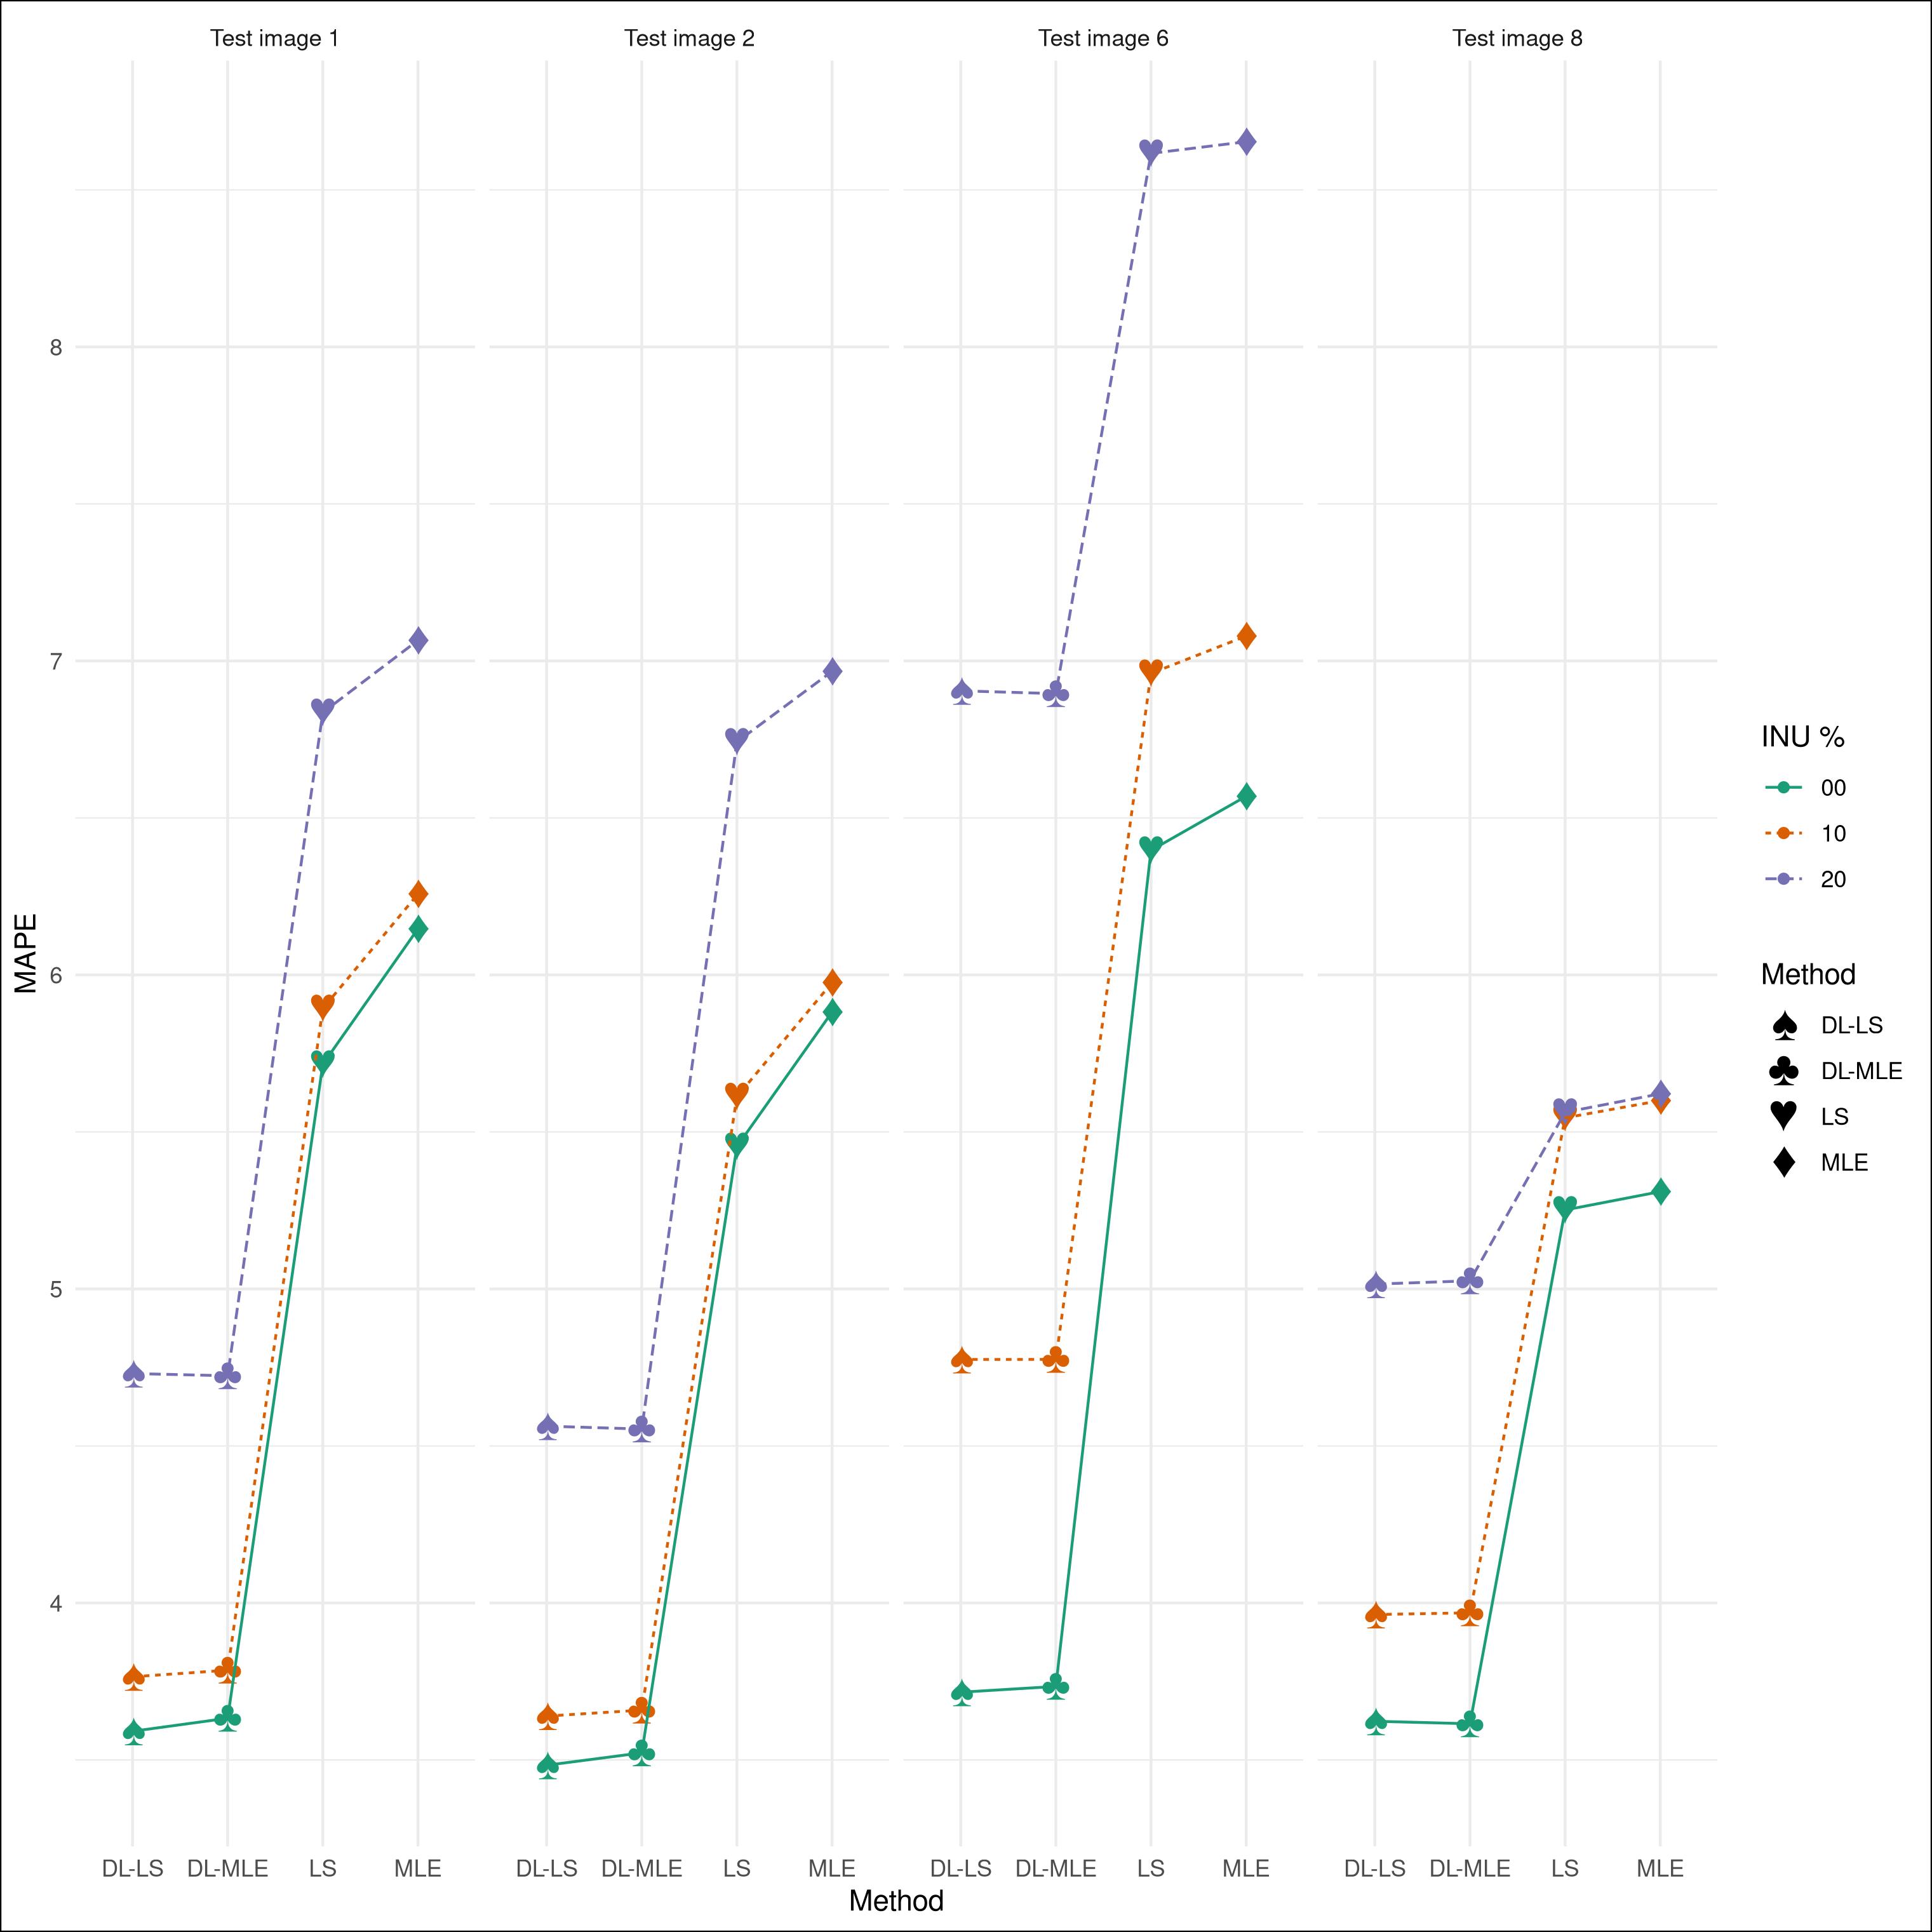 Test image 1
Test image 2
Test image 6
Test image 8
MAPE
8
7
6
5
4
DL-LS DL-MLE LS MLE
DL-LS DL-MLE LS MLE
DL-LS DL-MLE LS MLE
DL-LS DL-MLE LS MLE
Method
INU %
00
10
20
Method
DL-LS
DL-MLE
LS
MLE